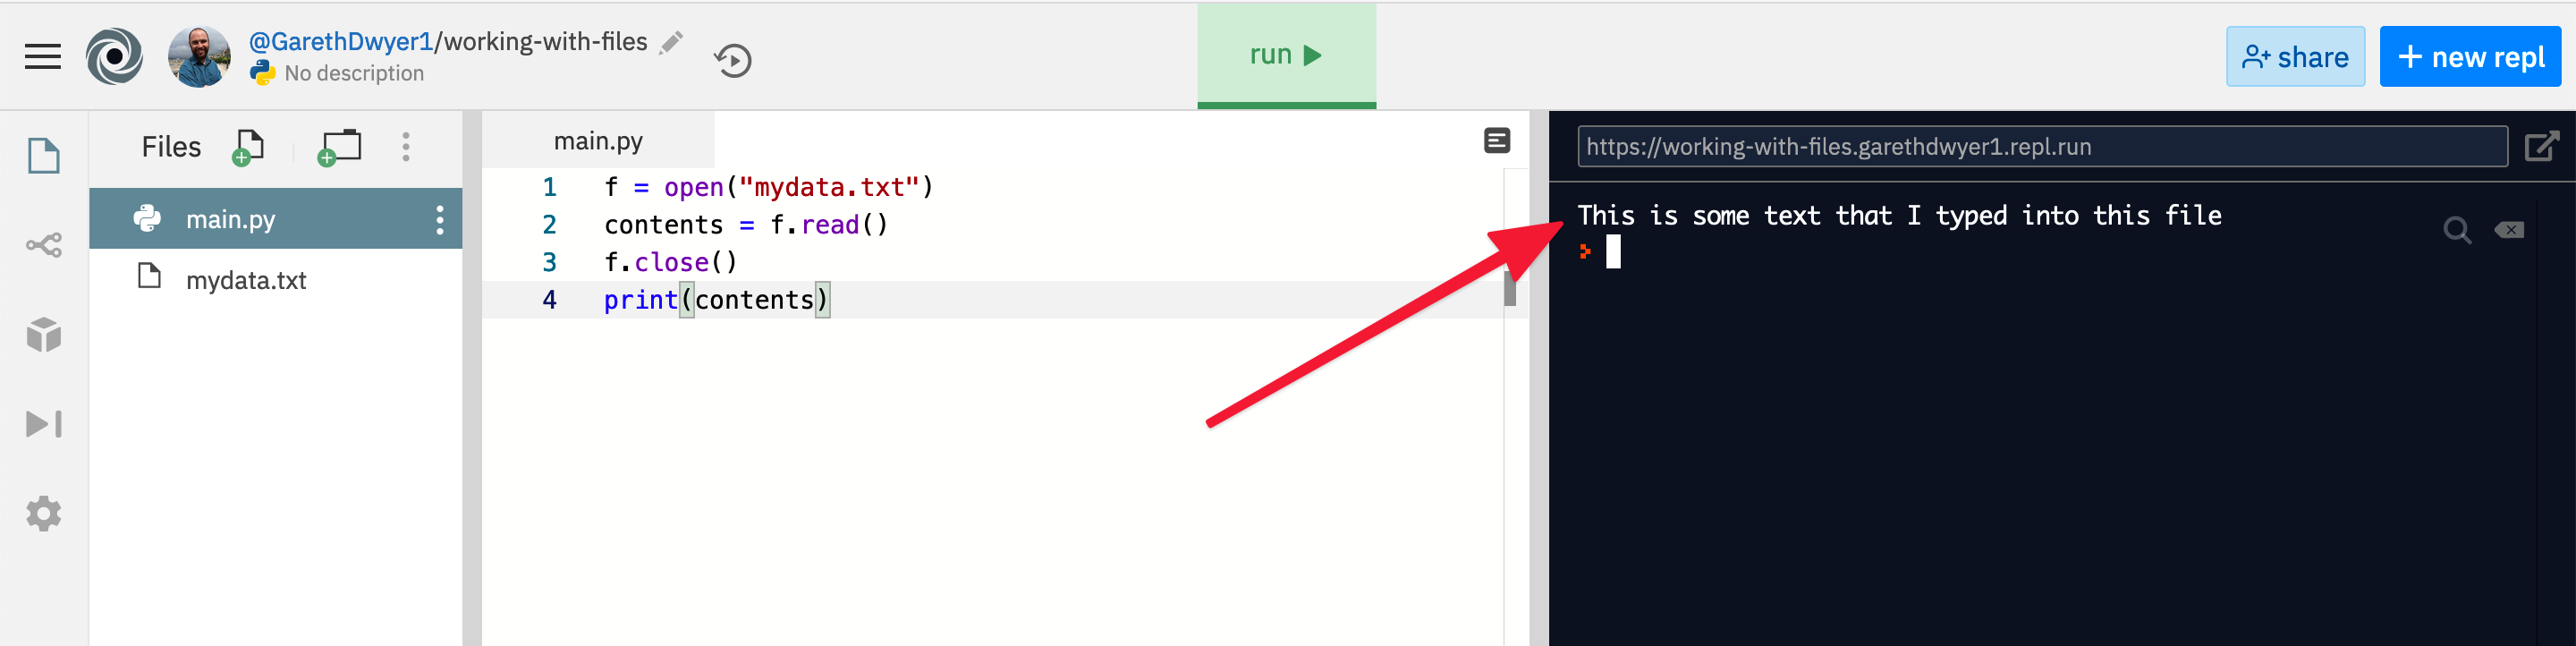 @GarethDwyer1/working-with-files
No description
run
share
+ new repl
Files
main.py
mydata.txt
main.py
1 f = open("mydata.txt")
2 contents = f.read()
3 f.close()
4 print(contents)
https://working-with-files.garethdwyer1.repl.run
This is some text that I typed into this file